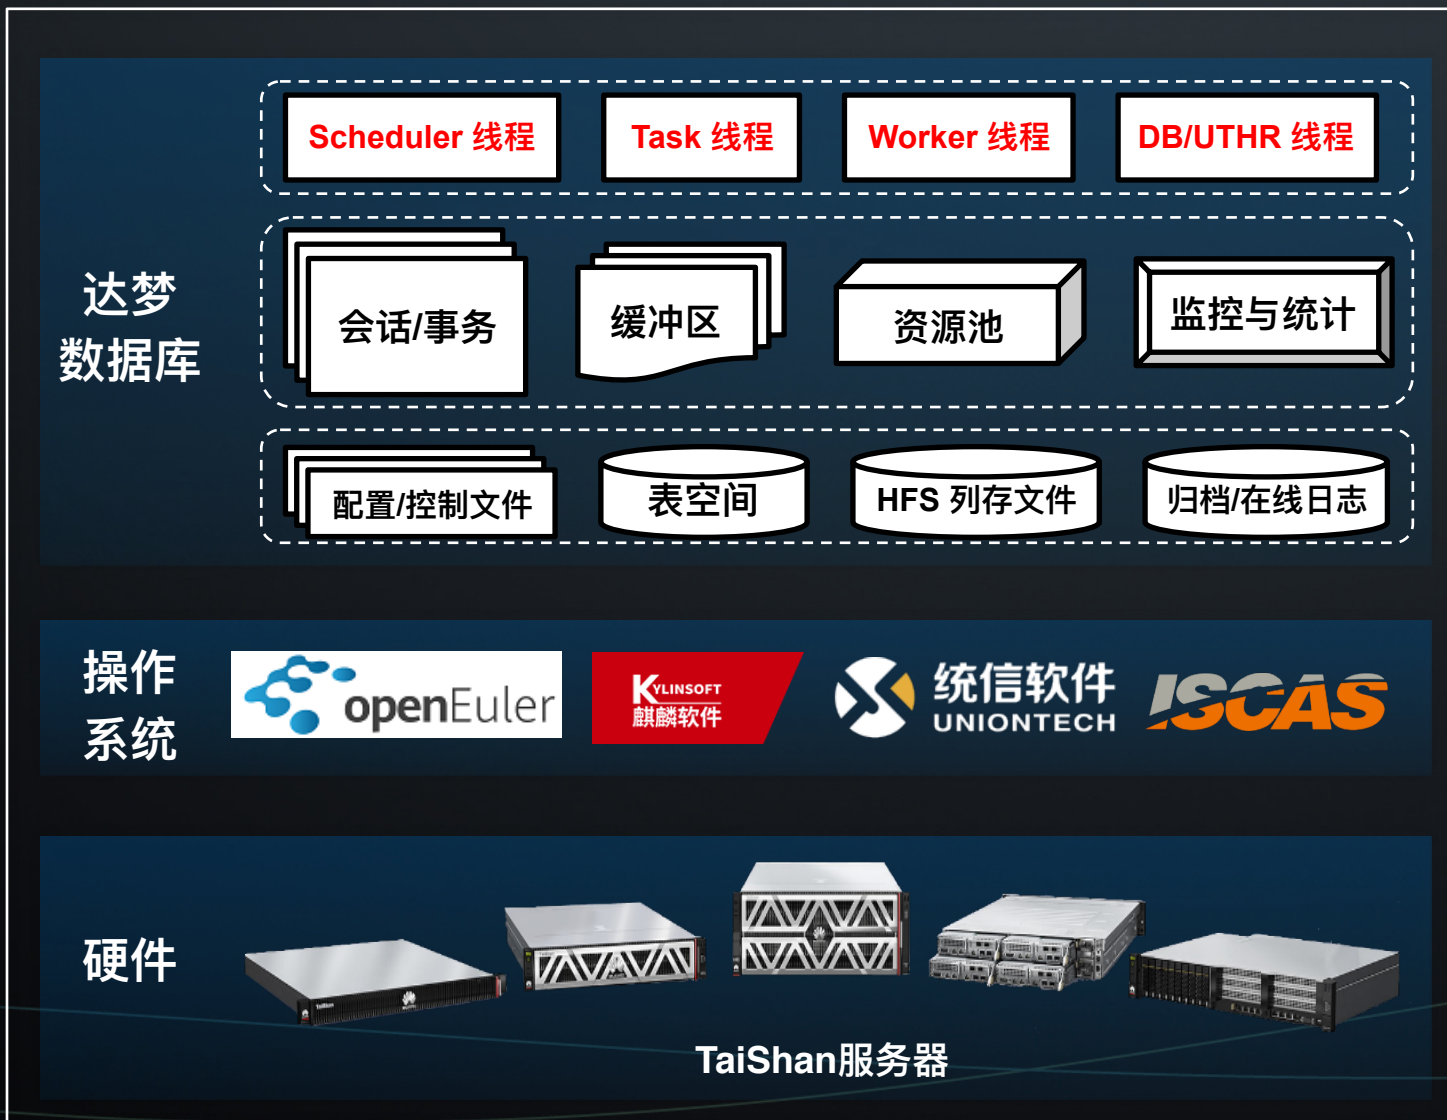 Scheduler 线程
Task 线程
Worker 线程
DB/UTHR 线程
达梦
数据库
会话/事务
缓冲区
资源池
监控与统计
配置/控制文件
表空间
HFS 列存文件
归档/在线日志
操作
系统
openEuler
KYLINSOFT
麒麟软件
统信软件
UNIONTECH
ISCAS
硬件
TaiShan
TaiShan服务器